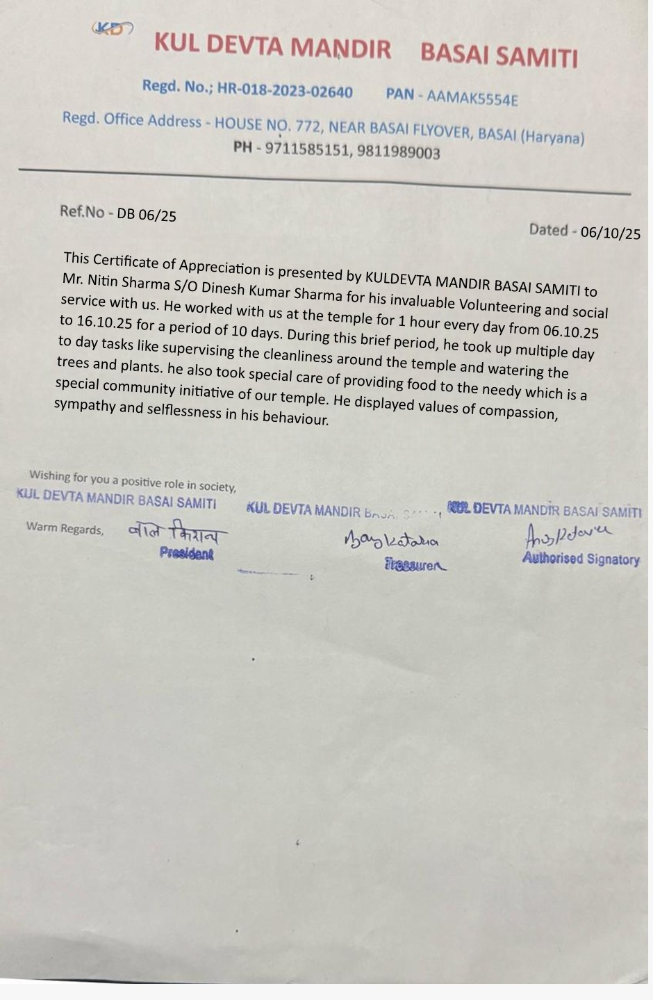 KD
KUL DEVTA MANDIR BASAI SAMITI
Regd. No.; HR-018-2023-02640 PAN - AAMAK5554E
Regd. Office Address - HOUSE NO. 772, NEAR BASAI FLYOVER, BASAI (Haryana)
PH - 9711585151, 9811989003
Ref.No - DB 06/25
Dated - 06/10/25
This Certificate of Appreciation is presented by KULDEVTA MANDIR BASAI SAMITI to
Mr. Nitin Sharma S/O Dinesh Kumar Sharma for his invaluable Volunteering and social
service with us. He worked with us at the temple for 1 hour every day from 06.10.25
to 16.10.25 for a period of 10 days. During this brief period, he took up multiple day
to day tasks like supervising the cleanliness around the temple and watering the
trees and plants. he also took special care of providing food to the needy which is a
special community initiative of our temple. He displayed values of compassion,
sympathy and selflessness in his behaviour.
Wishing for you a positive role in society,
KUL DEVTA MANDIR BASAI SAMITI KUL DEVTA MANDIR KUL DEVTA MANDIR BASAI SAMITI
Warm Regards,
President Treasurer Authorised Signatory